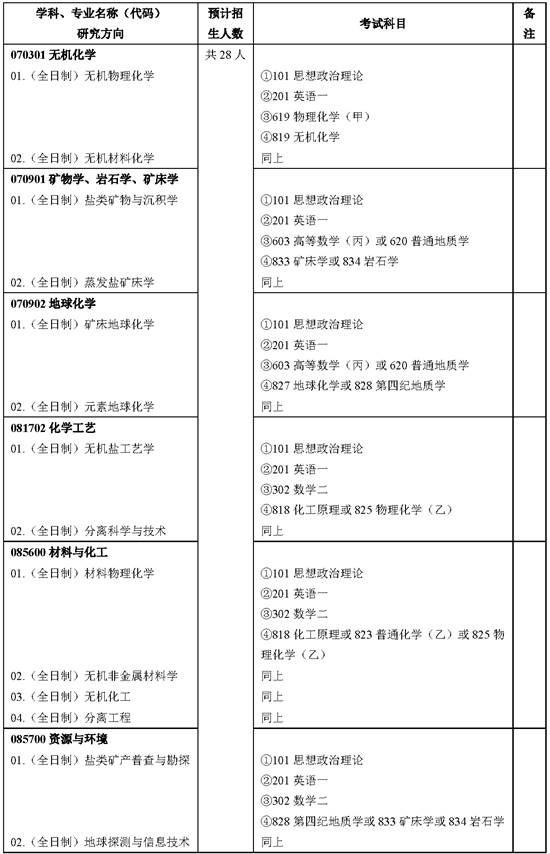 学科、专业名称（代码）
研究方向
预计招
生人数
考试科目
备
注
070301 无机化学
共 28 人
01.（全日制）无机物理化学
①101 思想政治理论
②201 英语一
③619 物理化学（甲）
④819 无机化学
02.（全日制）无机材料化学
同上
070901 矿物学、岩石学、矿床学
01.（全日制）盐类矿物与沉积学
①101 思想政治理论
②201 英语一
③603 高等数学（丙）或 620 普通地质学
④833 矿床学或 834 岩石学
02.（全日制）蒸发盐矿床学
同上
070902 地球化学
01.（全日制）矿床地球化学
①101 思想政治理论
②201 英语一
③603 高等数学（丙）或 620 普通地质学
④827 地球化学或 828 第四纪地质学
02.（全日制）元素地球化学
同上
081702 化学工艺
01.（全日制）无机盐工艺学
①101 思想政治理论
②201 英语一
③302 数学二
④818 化工原理或 825 物理化学（乙）
02.（全日制）分离科学与技术
同上
085600 材料与化工
01.（全日制）材料物理化学
①101 思想政治理论
②201 英语一
③302 数学二
④818 化工原理或 823 普通化学（乙）或 825 物
理化学（乙）
02.（全日制）无机非金属材料学
同上
03.（全日制）无机化工
同上
04.（全日制）分离工程
同上
085700 资源与环境
01.（全日制）盐类矿产普查与勘探
①101 思想政治理论
②201 英语一
③302 数学二
④828 第四纪地质学或 833 矿床学或 834 岩石学
02.（全日制）地球探测与信息技术
同上